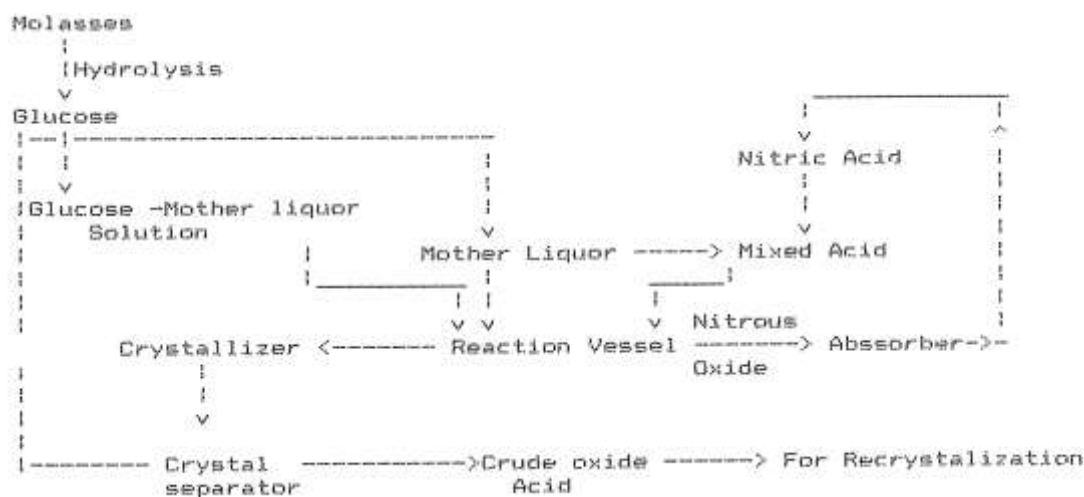 Molasses
Hydrolysis
Glucose
Nitric Acid
Glucose -Mother liquor
Solution
Mother Liquor
Mixed Acid
Nitrous
Crystallizer
Reaction Vessel
Abssorber
Oxide
Crystal
Crude oxide
For Recrystalization
separator
Acid